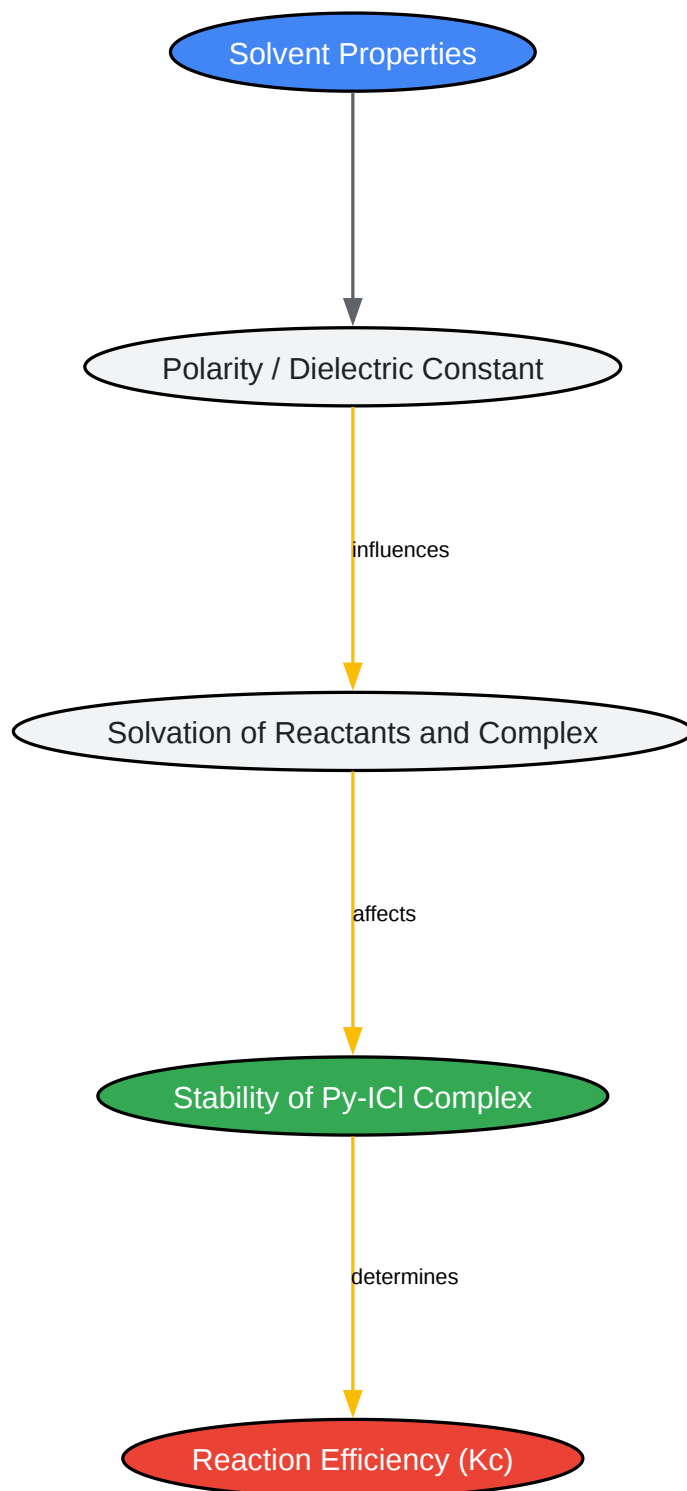 Solvent Properties
Polarity / Dielectric Constant
influences
Solvation of Reactants and Complex
affects
Stability of Py-ICl Complex
determines
Reaction Efficiency (Kc)